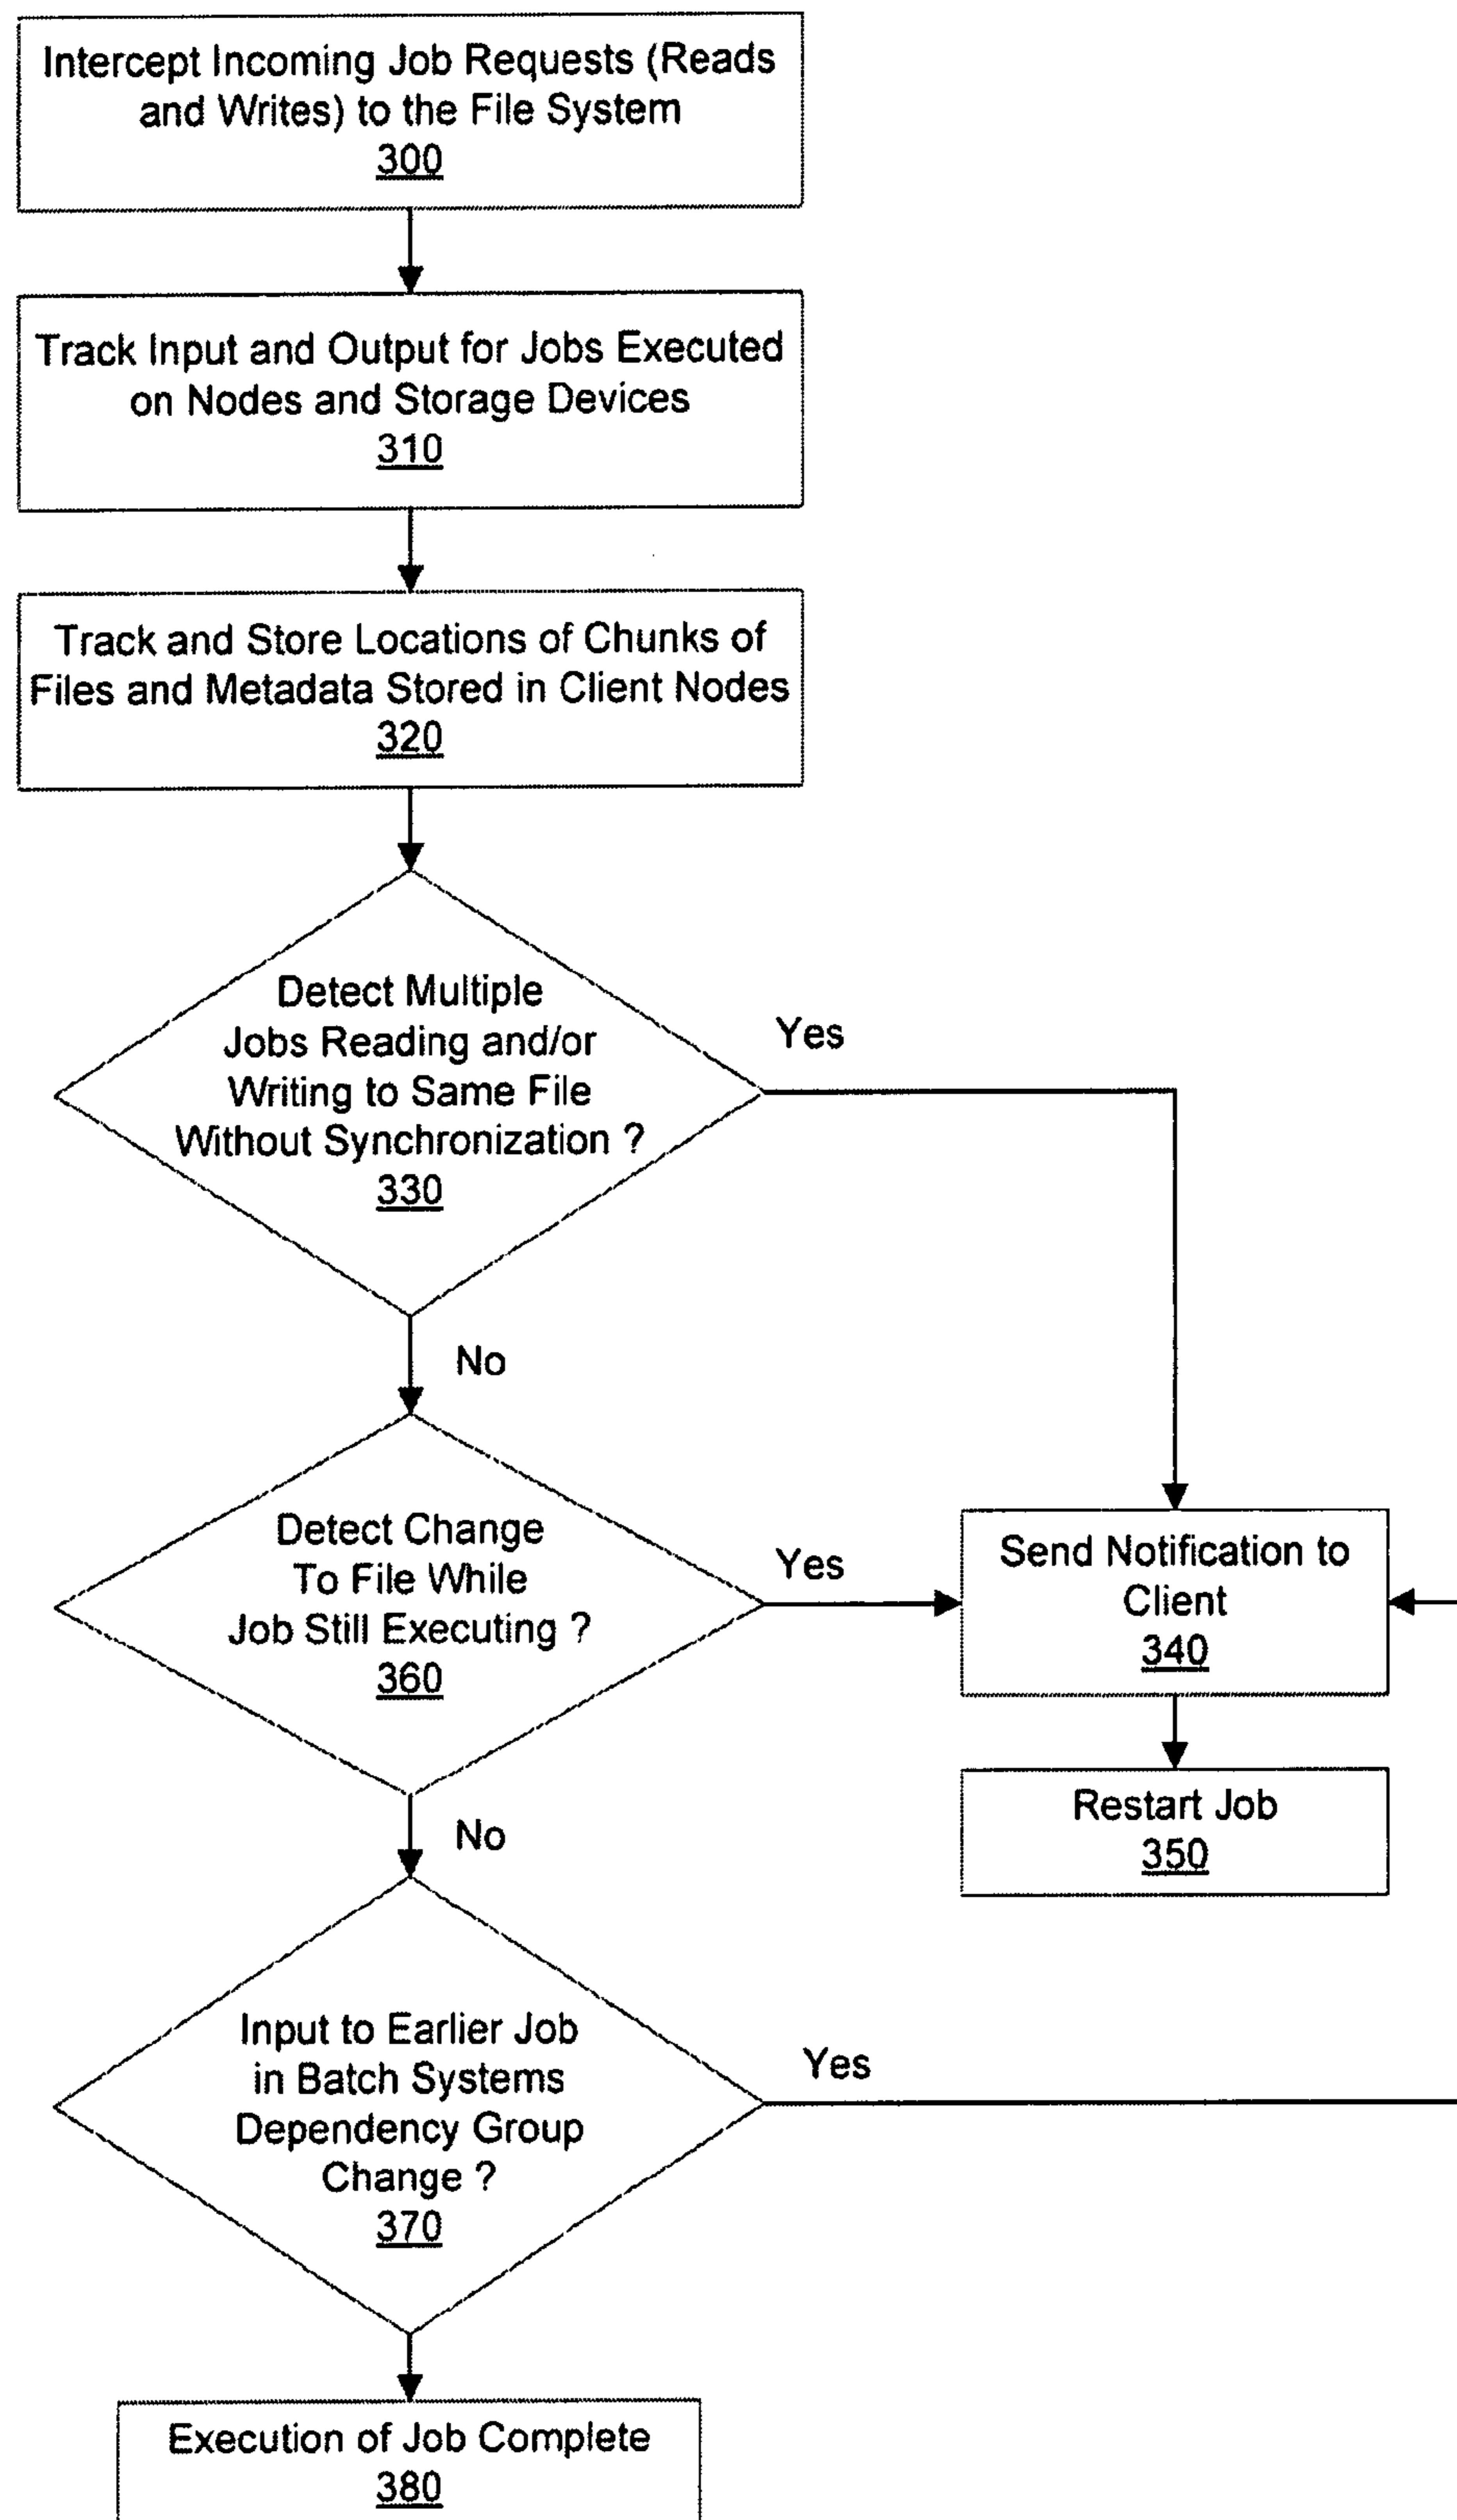 Intercept Incoming Job Requests (Reads
and Writes) to the File System
300
Track Input and Output for Jobs Executed
on Nodes and Storage Devices
310
Track and Store Locations of Chunks of
Files and Metadata Stored in Client Nodes
320
Detect Multiple
Jobs Reading and/or
Writing to Same File
Without Synchronization ?
330
Yes
No
Detect Change
To File While
Job Still Executing ?
360
Yes
Send Notification to
Client
340
Restart Job
350
No
Input to Earlier Job
in Batch Systems
Dependency Group
Change ?
370
Yes
Execution of Job Complete
380